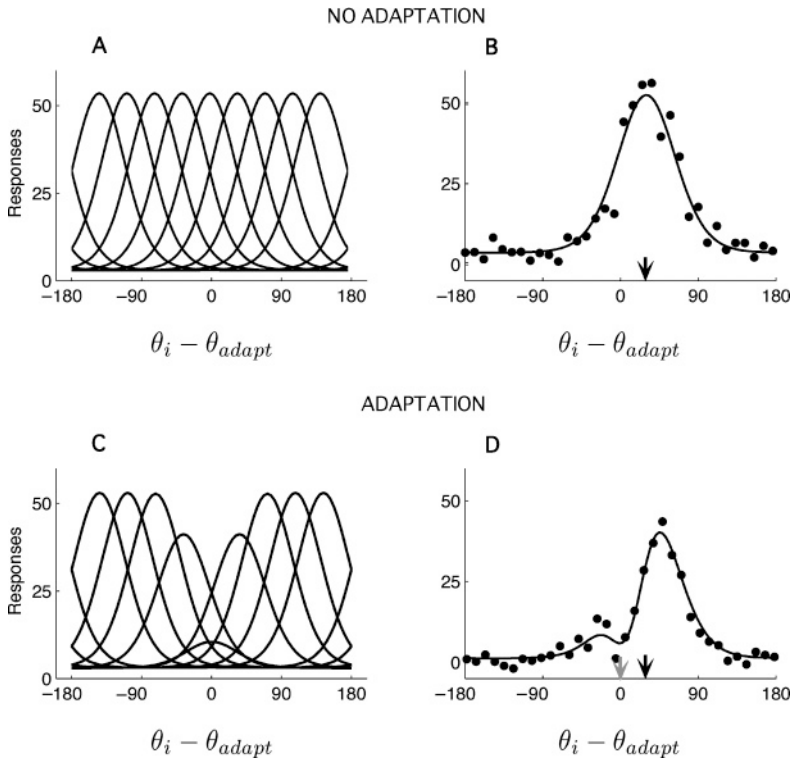 NO ADAPTATION
A
B
Responses
50
25
0
−180
−90
0
90
180
θi − θadapt
50
25
0
−180
−90
0
90
180
θi − θadapt
ADAPTATION
C
D
Responses
50
25
0
−180
−90
0
90
180
θi − θadapt
50
25
0
−180
−90
0
90
180
θi − θadapt